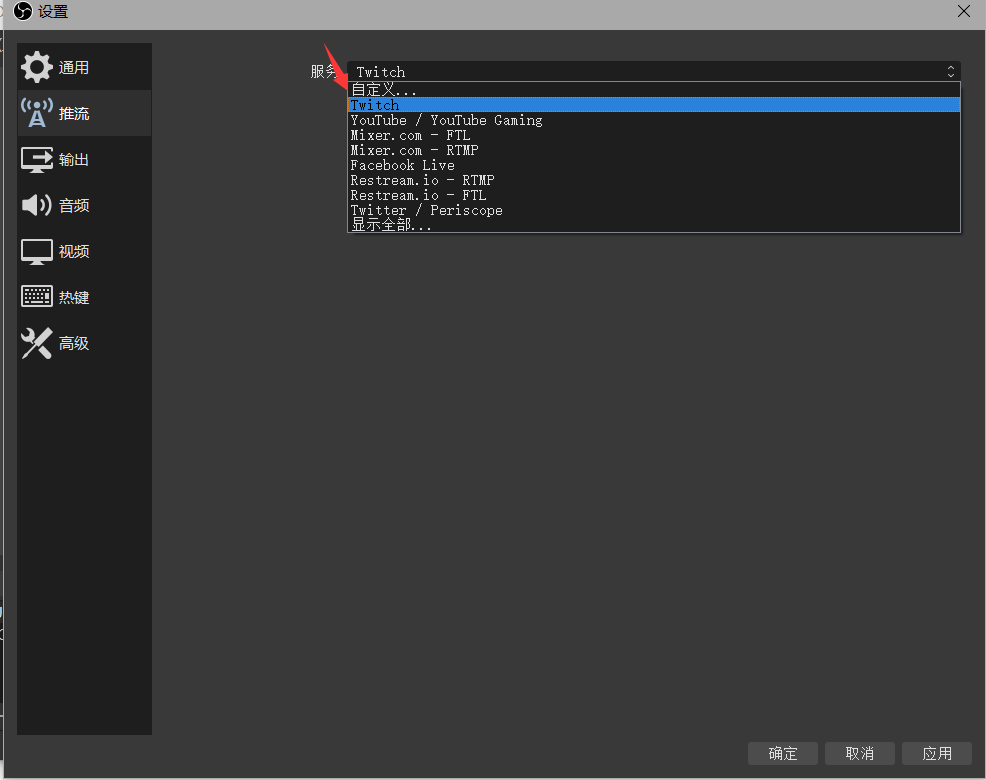 设置
通用
推流
输出
音频
视频
热键
高级
服务 Twitch
自定义...
Twitch
YouTube / YouTube Gaming
Mixer.com - FTL
Mixer.com - RTMP
Facebook Live
Restream.io - RTMP
Restream.io - FTL
Twitter / Periscope
显示全部...
确定 取消 应用